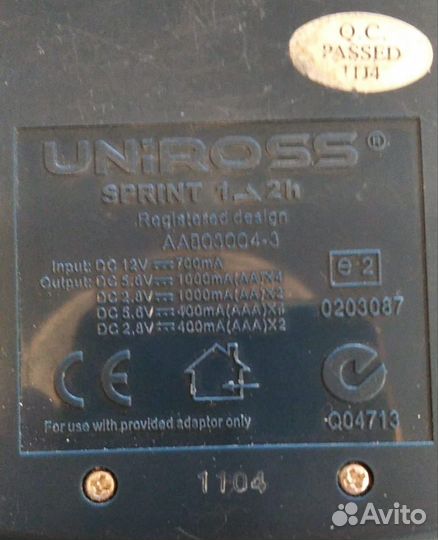 Q.C.
PASSED
1104
UNiROSS®
SPRINT 1 2h
Registered design
Input: DC 12V 700mA
Output: DC 5.6V 1000mA(AA)X4
DC 2.8V 1000mA(AA)X2
DC 5.6V 400mA(AAA)X4
DC 2.8V 400mA(AAA)X2
e 2
0203087
CE
For use with provided adaptor only
Q04713
1104
Avito